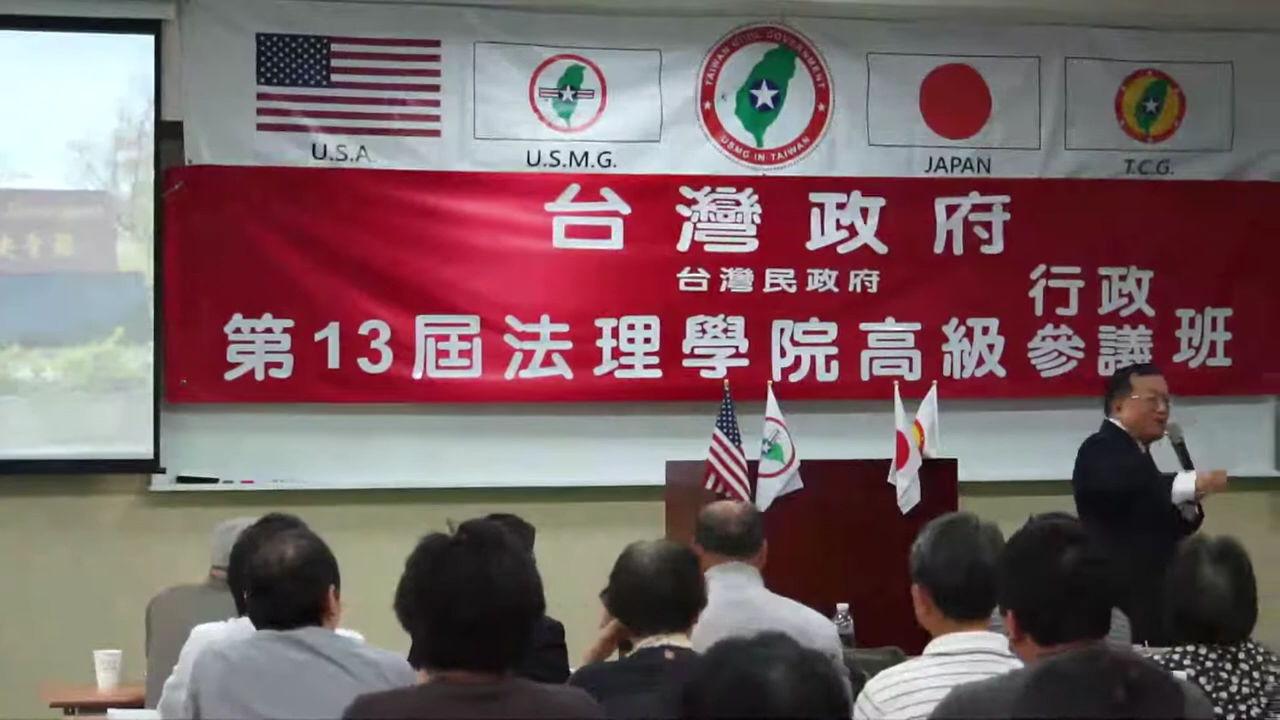 TAIWAN CIVIL GOVERNMENT
USMG IN TAIWAN
U.S.A.
U.S.M.G.
JAPAN
T.C.G.
台灣政府
台灣民政府
行政
第13屆法理學院高級參議班